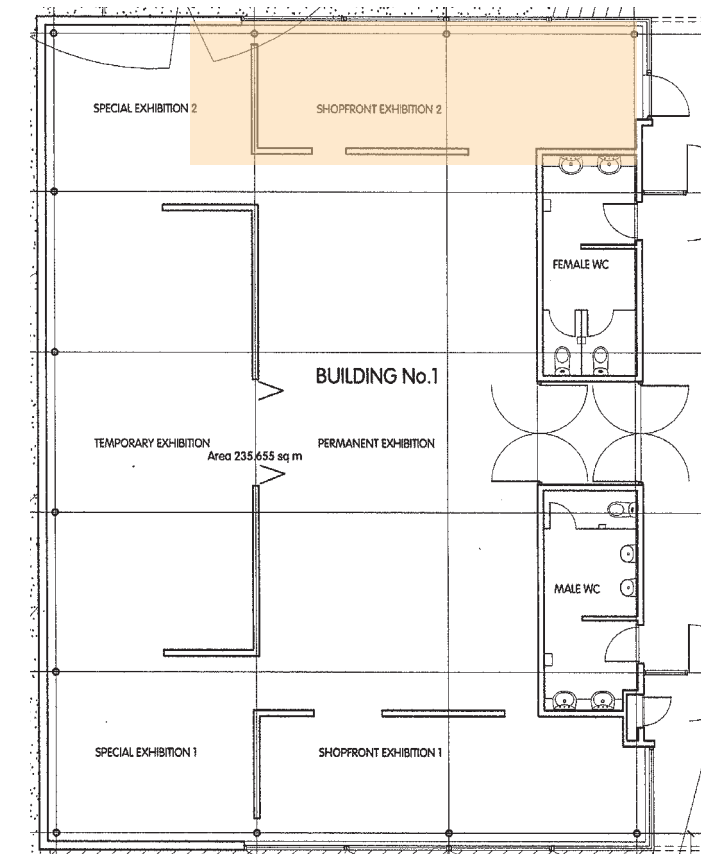 SPECIAL EXHIBITION 2
SHOPFRONT EXHIBITION 2
FEMALE WC
BUILDING No.1
TEMPORARY EXHIBITION
PERMANENT EXHIBITION
Area 235.655 sq m
MALE WC
SPECIAL EXHIBITION 1
SHOPFRONT EXHIBITION 1